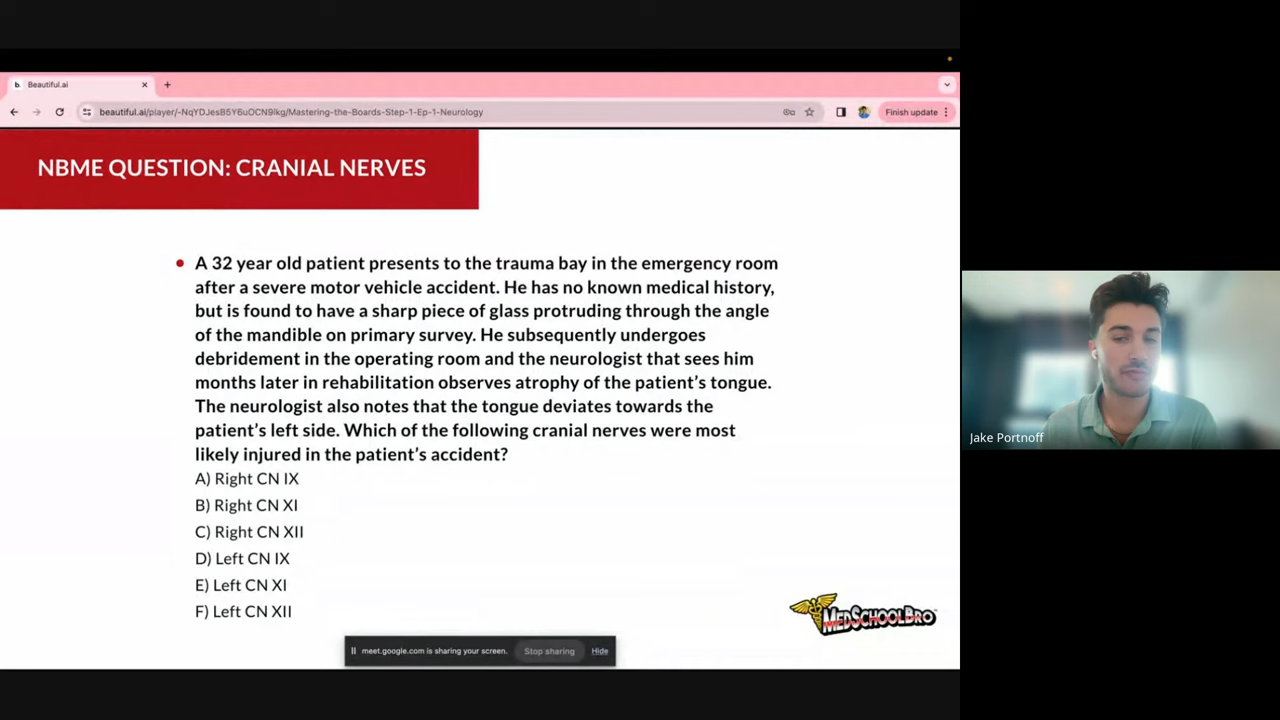 Beautiful.ai
beautiful.ai/player/-NqYDJesB5Y6uOCN9lkg/Mastering-the-Boards-Step-1-Ep-1-Neurology
Finish update
NBME QUESTION: CRANIAL NERVES
A 32 year old patient presents to the trauma bay in the emergency room
after a severe motor vehicle accident. He has no known medical history,
but is found to have a sharp piece of glass protruding through the angle
of the mandible on primary survey. He subsequently undergoes
debridement in the operating room and the neurologist that sees him
months later in rehabilitation observes atrophy of the patient's tongue.
The neurologist also notes that the tongue deviates towards the
patient's left side. Which of the following cranial nerves were most
likely injured in the patient's accident?
A) Right CN IX
B) Right CN XI
C) Right CN XII
D) Left CN IX
E) Left CN XI
F) Left CN XII
MEDSCHOOLBRO
meet.google.com is sharing your screen.
Stop sharing
Hide
Jake Portnoff